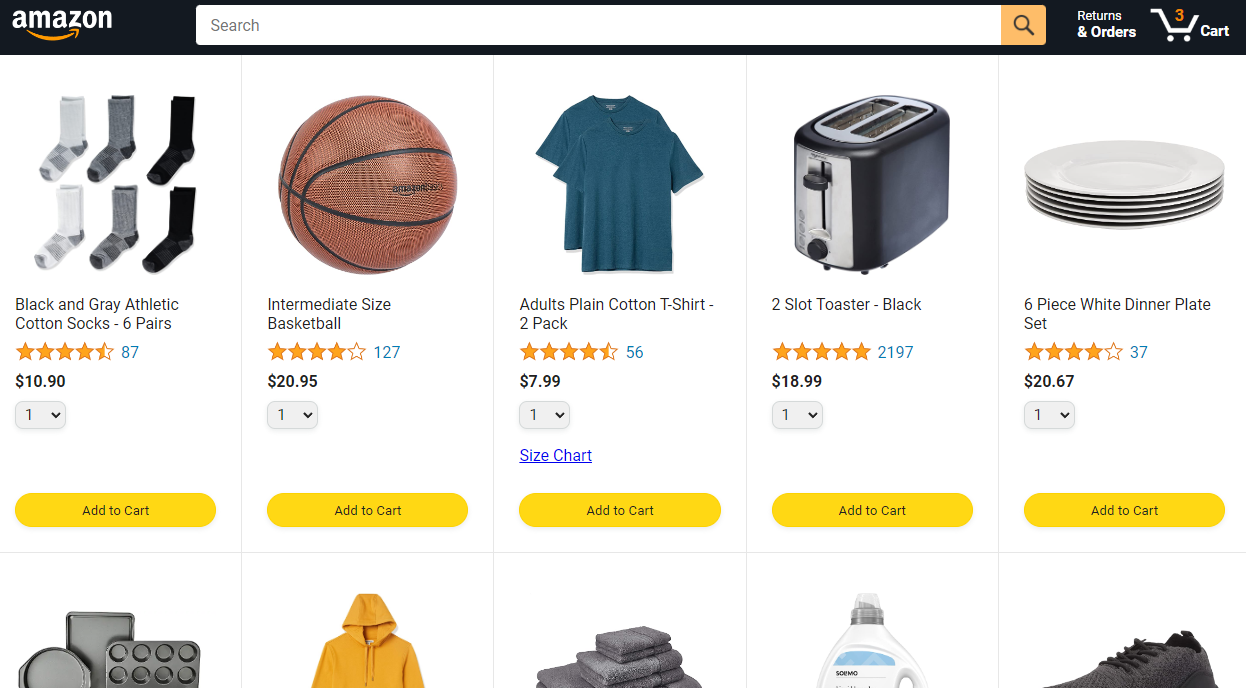 amazon
Search
Returns
& Orders
3
Cart
Black and Gray Athletic
Cotton Socks - 6 Pairs
87
$10.90
1
Add to Cart
Intermediate Size
Basketball
127
$20.95
1
Add to Cart
Adults Plain Cotton T-Shirt -
2 Pack
56
$7.99
1
Size Chart
Add to Cart
2 Slot Toaster - Black
2197
$18.99
1
Add to Cart
6 Piece White Dinner Plate
Set
37
$20.67
1
Add to Cart
SOLIMO